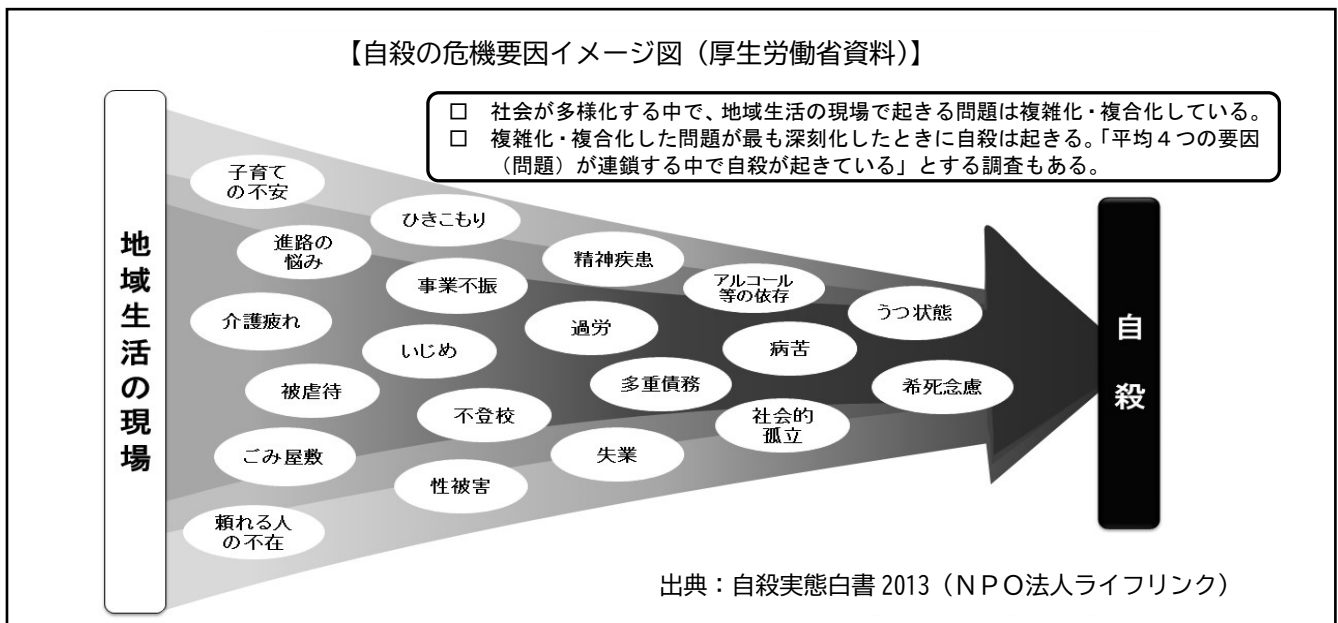 【自殺の危機要因イメージ図（厚生労働省資料）】
□ 社会が多様化する中で、地域生活の現場で起きる問題は複雑化・複合化している。
□ 複雑化・複合化した問題が最も深刻化したときに自殺は起きる。「平均４つの要因
（問題）が連鎖する中で自殺が起きている」とする調査もある。
地域生活の現場
子育て
の不安
進路の
悩み
介護疲れ
被虐待
ごみ屋敷
頼れる人
の不在
ひきこもり
事業不振
いじめ
不登校
性被害
精神疾患
過労
多重債務
失業
アルコール
等の依存
病苦
社会的
孤立
うつ状態
希死念慮
自殺
出典：自殺実態白書 2013（ＮＰＯ法人ライフリンク）